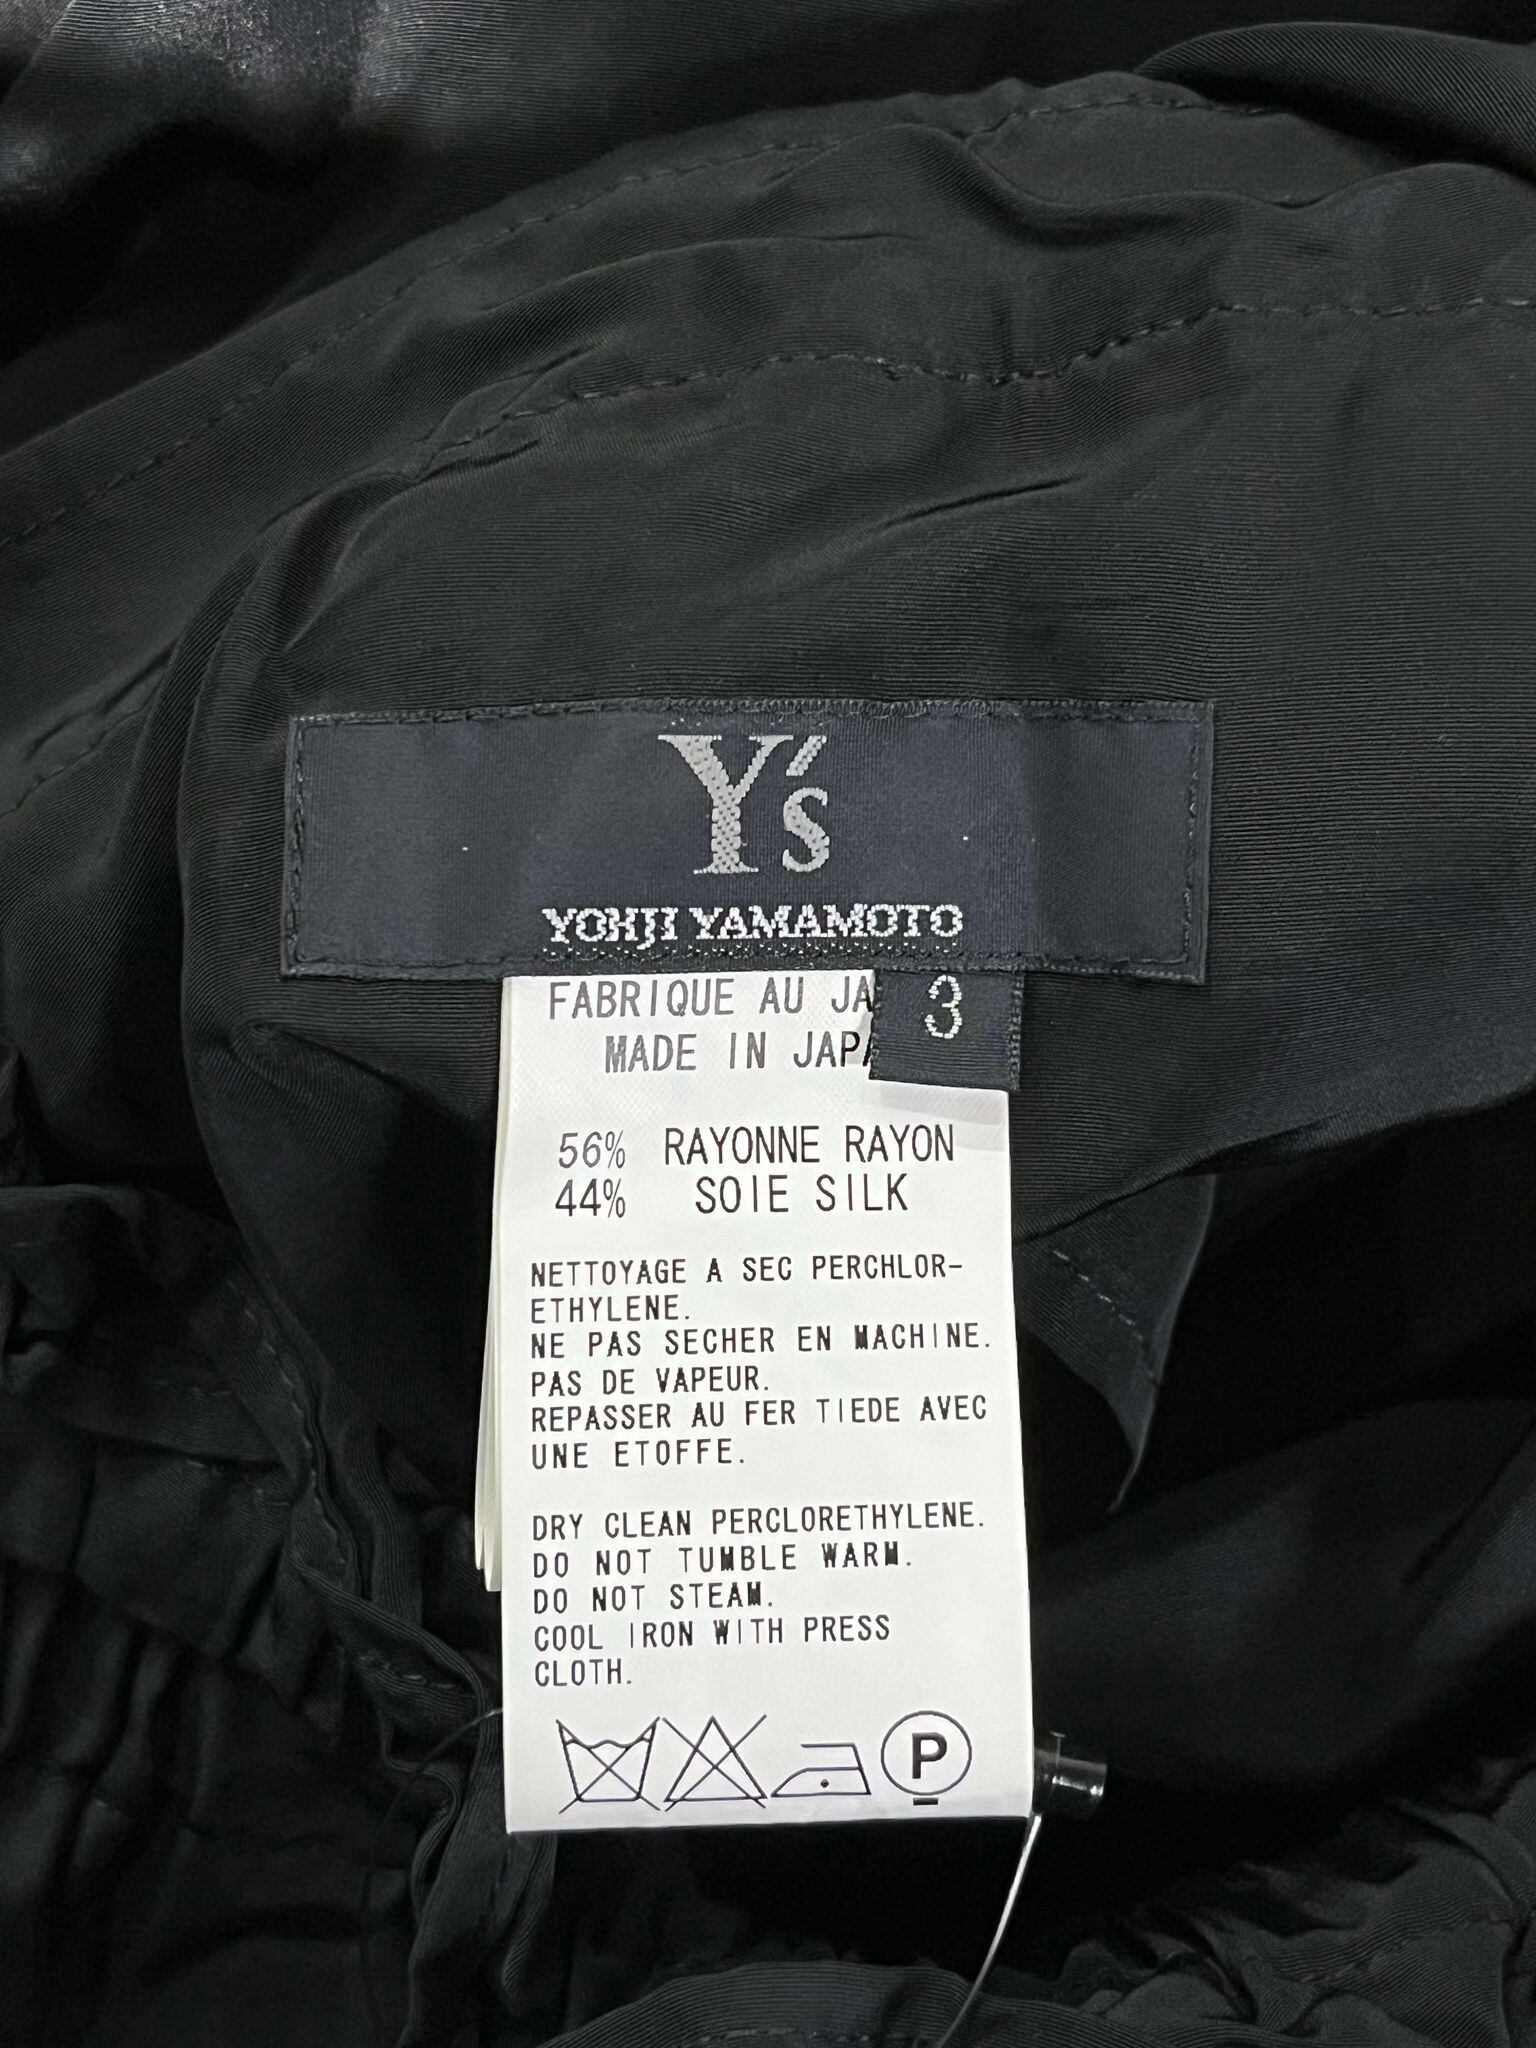 Y's
YOHJI YAMAMOTO
3
FABRIQUE AU
MADE IN
56% RAYONNE RAYON
44% SOIE SILK
NETTOYAGE A SEC PERCHLOR-
ETHYLENE.
NE PAS SECHER EN MACHINE.
PAS DE VAPEUR.
REPASSER AU FER TIEDE AVEC
UNE ETOFFE.
DRY CLEAN PERCLORETHYLENE.
DO NOT TUMBLE WARM.
DO NOT STEAM.
COOL IRON WITH PRESS
CLOTH.
P